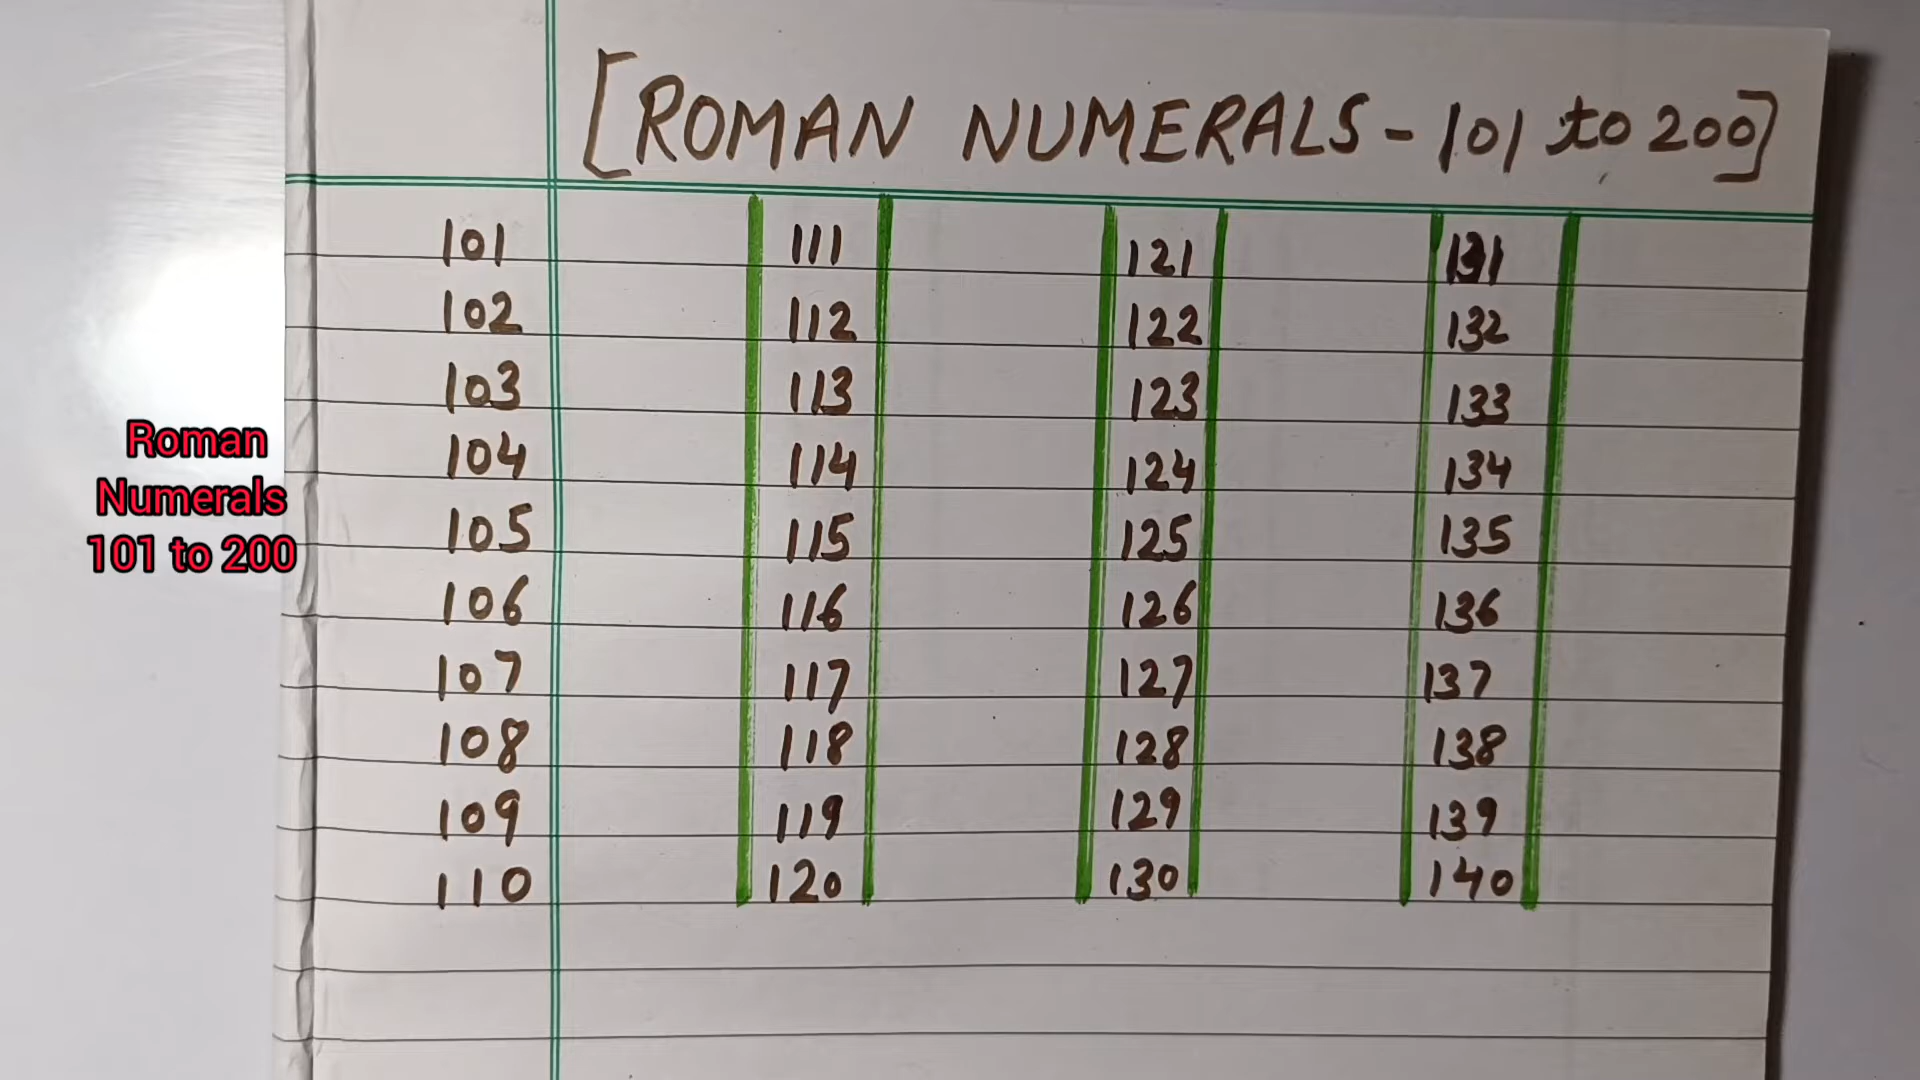 [ROMAN NUMERALS - 101 to 200]
101 111 121 131
102 112 122 132
103 113 123 133
104 114 124 134
105 115 125 135
106 116 126 136
107 117 127 137
108 118 128 138
109 119 129 139
110 120 130 140
Roman
Numerals
101 to 200